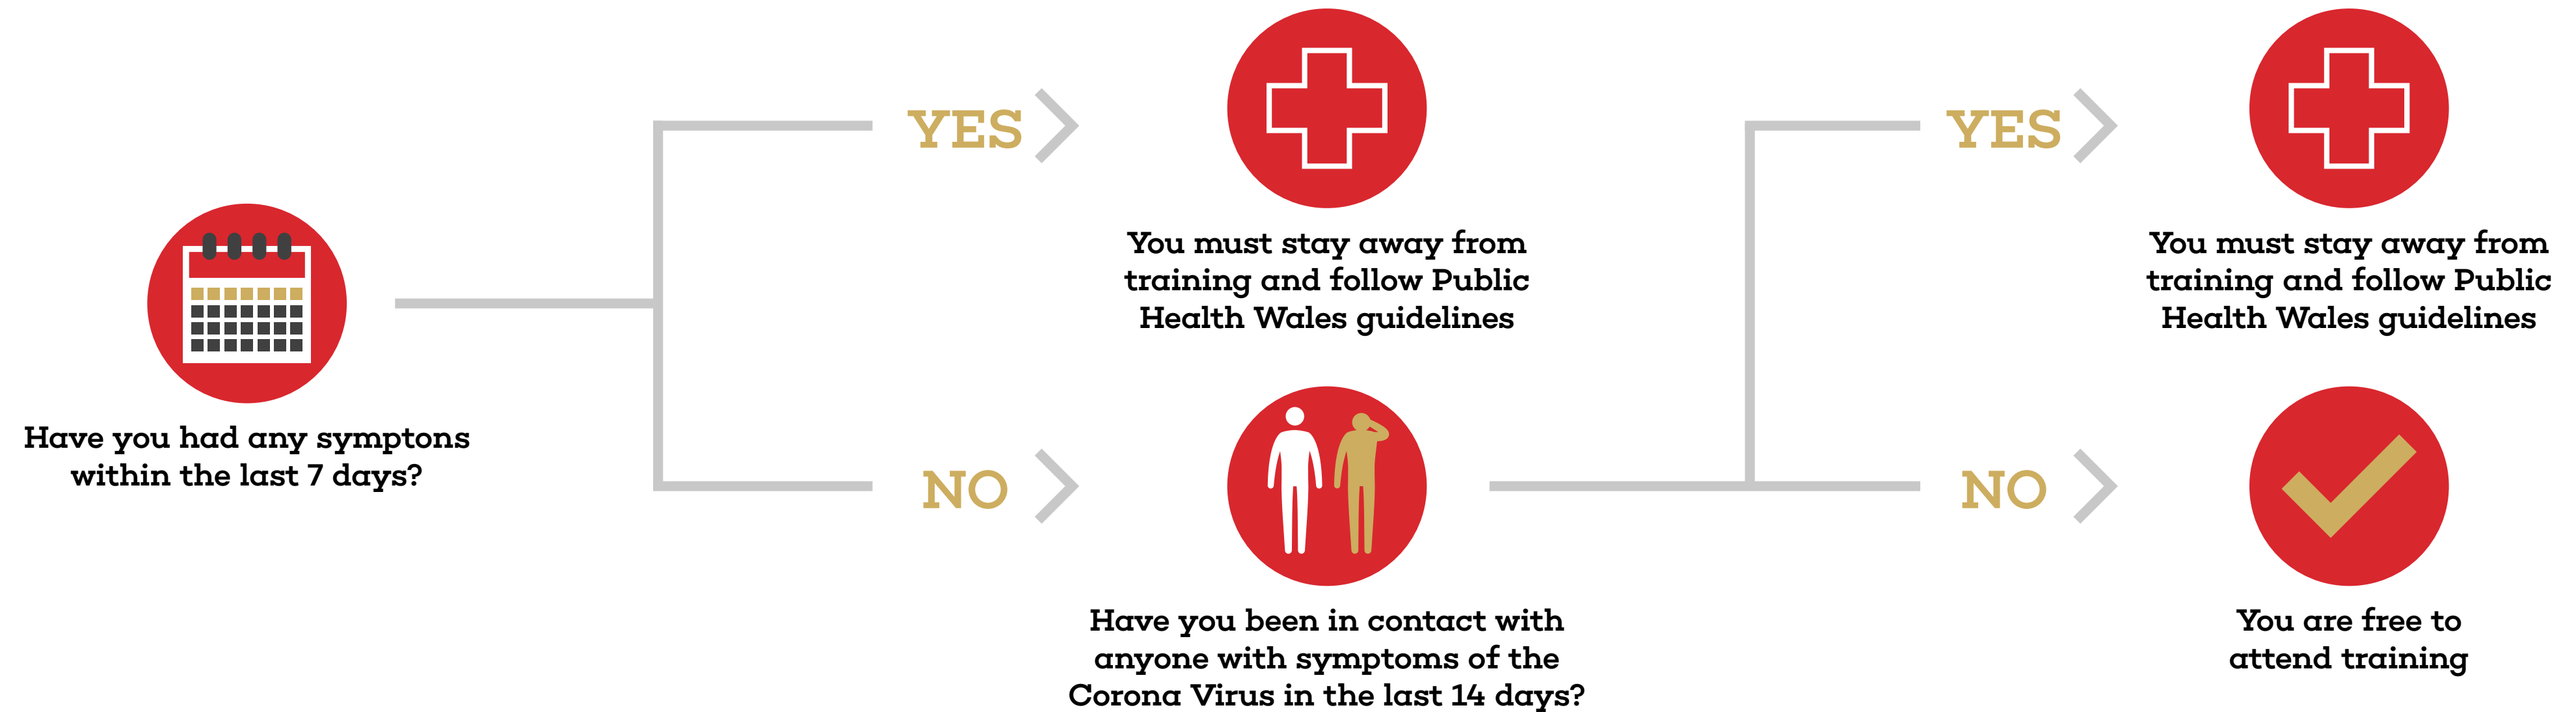 Have you had any symptons
within the last 7 days?
YES
You must stay away from
training and follow Public
Health Wales guidelines
NO
Have you been in contact with
anyone with symptoms of the
Corona Virus in the last 14 days?
YES
You must stay away from
training and follow Public
Health Wales guidelines
NO
You are free to
attend training